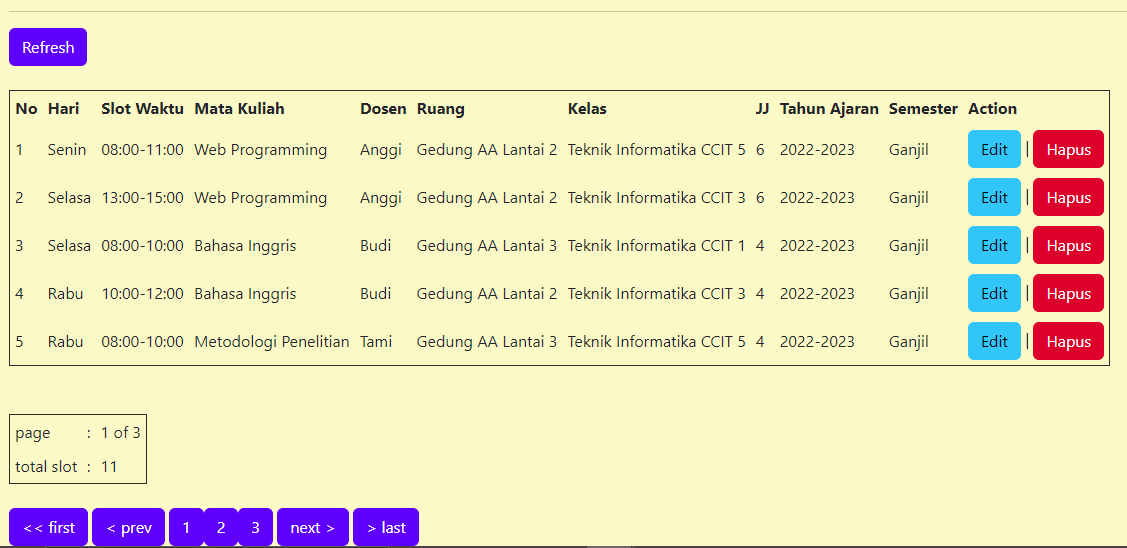 Refresh
No Hari Slot Waktu Mata Kuliah Dosen Ruang Kelas JJ Tahun Ajaran Semester Action
1 Senin 08:00-11:00 Web Programming Anggi Gedung AA Lantai 2 Teknik Informatika CCIT 5 6 2022-2023 Ganjil Edit | Hapus
2 Selasa 13:00-15:00 Web Programming Anggi Gedung AA Lantai 2 Teknik Informatika CCIT 3 6 2022-2023 Ganjil Edit | Hapus
3 Selasa 08:00-10:00 Bahasa Inggris Budi Gedung AA Lantai 3 Teknik Informatika CCIT 1 4 2022-2023 Ganjil Edit | Hapus
4 Rabu 10:00-12:00 Bahasa Inggris Budi Gedung AA Lantai 2 Teknik Informatika CCIT 3 4 2022-2023 Ganjil Edit | Hapus
5 Rabu 08:00-10:00 Metodologi Penelitian Tami Gedung AA Lantai 3 Teknik Informatika CCIT 5 4 2022-2023 Ganjil Edit | Hapus
page : 1 of 3
total slot : 11
<< first < prev 1 2 3 next > > last